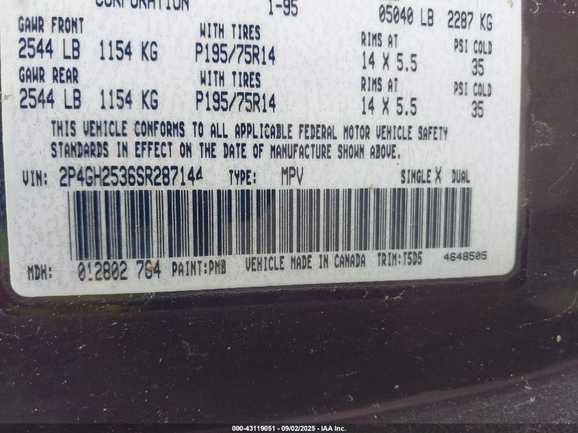 CORPORATION 1-95 05040 LB 2287 KG
GAWR FRONT WITH TIRES RIMS AT PSI COLD
2544 LB 1154 KG P195/75R14 14 X 5.5 35
GAWR REAR WITH TIRES RIMS AT PSI COLD
2544 LB 1154 KG P195/75R14 14 X 5.5 35
THIS VEHICLE CONFORMS TO ALL APPLICABLE FEDERAL MOTOR VEHICLE SAFETY
STANDARDS IN EFFECT ON THE DATE OF MANUFACTURE SHOWN ABOVE.
VIN: 2P4GH2536SR287144 TYPE: MPV SINGLE X DUAL
MDH: 012802 764 PAINT:PMB VEHICLE MADE IN CANADA TRIM:T5D5 4648505
000-43119051 - 09/02/2025 - IAA Inc.